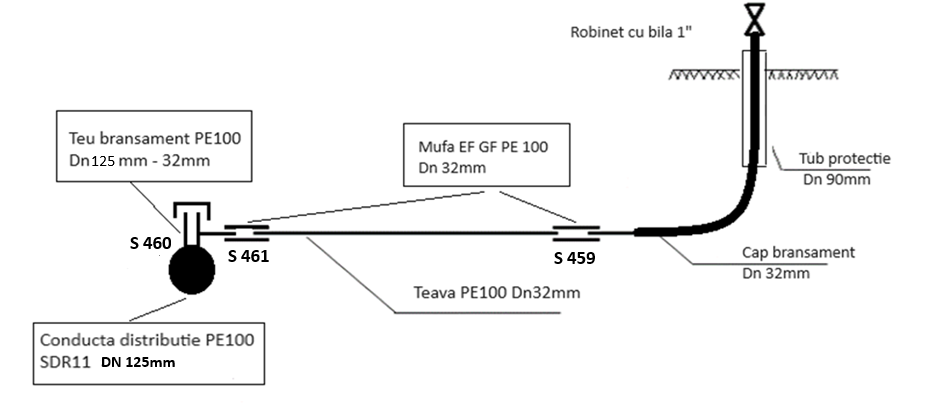 Robinet cu bila 1"
Teu bransament PE100
Dn125 mm - 32mm
Mufa EF GF PE 100
Dn 32mm
Tub protectie
Dn 90mm
S 460
S 461
S 459
Cap bransament
Dn 32mm
Teava PE100 Dn32mm
Conducta distributie PE100
SDR11 DN 125mm